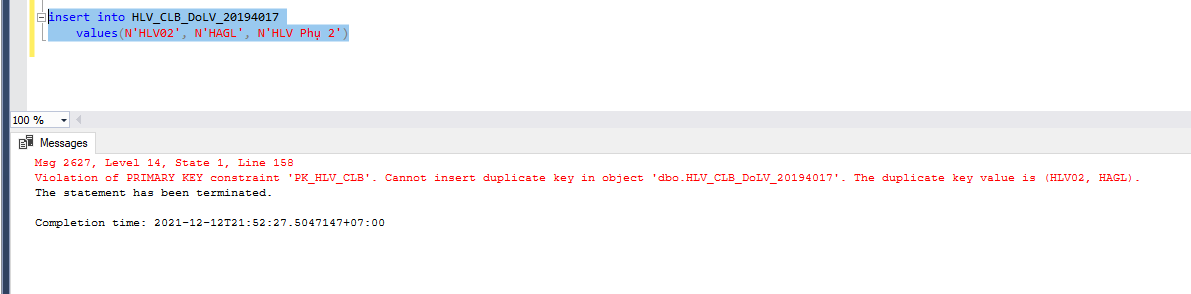 insert into HLV_CLB_DoLV_20194017
values(N'HLV02', N'HAGL', N'HLV Phụ 2')
100 %
Messages
Msg 2627, Level 14, State 1, Line 158
Violation of PRIMARY KEY constraint 'PK_HLV_CLB'. Cannot insert duplicate key in object 'dbo.HLV_CLB_DoLV_20194017'. The duplicate key value is (HLV02, HAGL).
The statement has been terminated.
Completion time: 2021-12-12T21:52:27.5047147+07:00